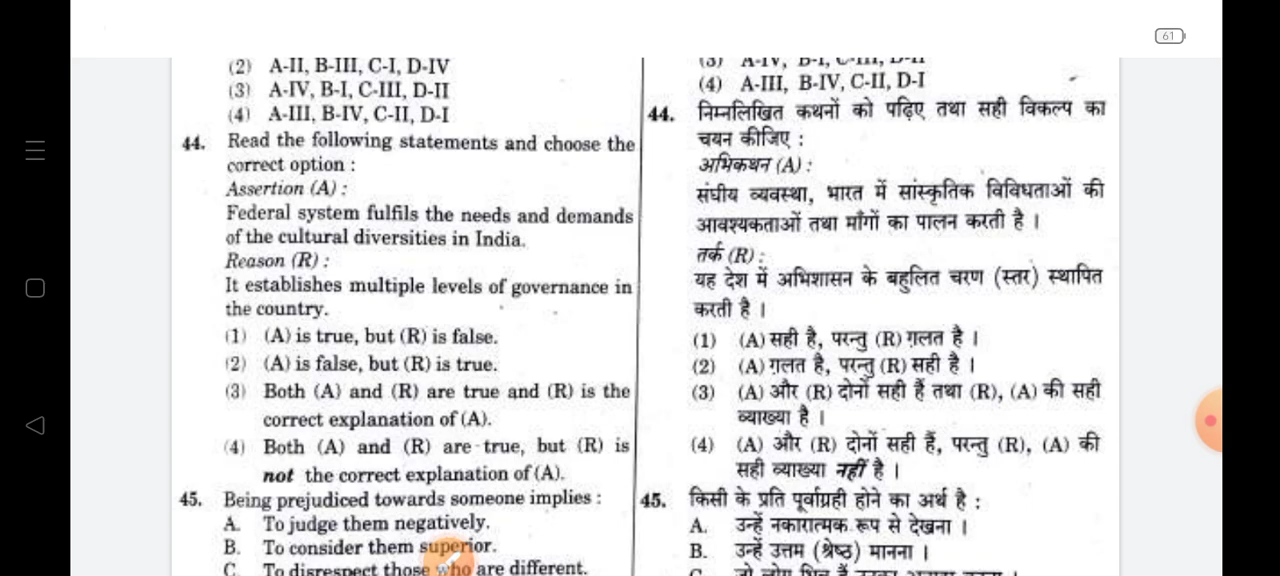 61
(2) A-II, B-III, C-I, D-IV
(3) A-IV, B-I, C-III, D-II
(4) A-III, B-IV, C-II, D-I
44. Read the following statements and choose the
correct option :
Assertion (A) :
Federal system fulfils the needs and demands
of the cultural diversities in India.
Reason (R) :
It establishes multiple levels of governance in
the country.
(1) (A) is true, but (R) is false.
(2) (A) is false, but (R) is true.
(3) Both (A) and (R) are true and (R) is the
correct explanation of (A).
(4) Both (A) and (R) are true, but (R) is
not the correct explanation of (A).
45. Being prejudiced towards someone implies :
A. To judge them negatively.
B. To consider them superior.
C. To disrespect those who are different.
(3) A-IV, B-I, C-III, D-II
(4) A-III, B-IV, C-II, D-I
44. निम्नलिखित कथनों को पढ़िए तथा सही विकल्प का
चयन कीजिए :
अभिकथन (A) :
संघीय व्यवस्था, भारत में सांस्कृतिक विविधताओं की
आवश्यकताओं तथा माँगों का पालन करती है ।
तर्क (R) :
यह देश में अभिशासन के बहुलित चरण (स्तर) स्थापित
करती है ।
(1) (A) सही है, परन्तु (R) ग़लत है ।
(2) (A) ग़लत है, परन्तु (R) सही है ।
(3) (A) और (R) दोनों सही हैं तथा (R), (A) की सही
व्याख्या है ।
(4) (A) और (R) दोनों सही हैं, परन्तु (R), (A) की
सही व्याख्या नहीं है ।
45. किसी के प्रति पूर्वाग्रही होने का अर्थ है :
A. उन्हें नकारात्मक रूप से देखना ।
B. उन्हें उत्तम (श्रेष्ठ) मानना ।